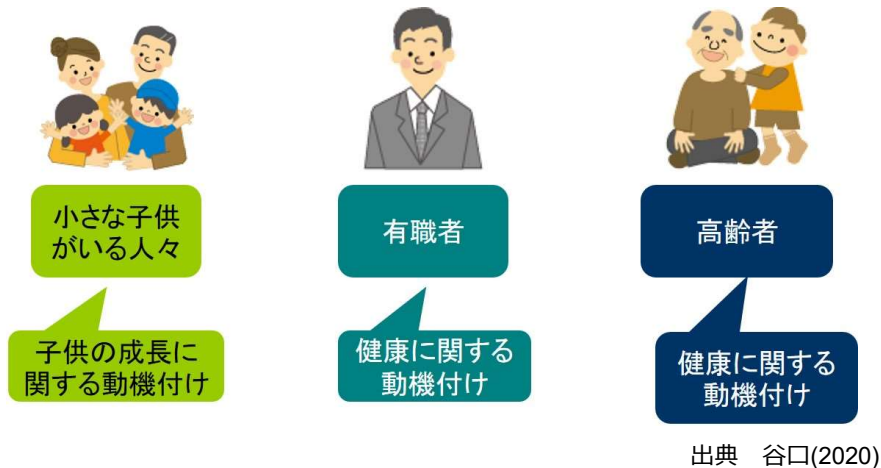 小さな子供
がいる人々
有職者
高齢者
子供の成長に
関する動機付け
健康に関する
動機付け
健康に関する
動機付け
出典　谷口(2020)